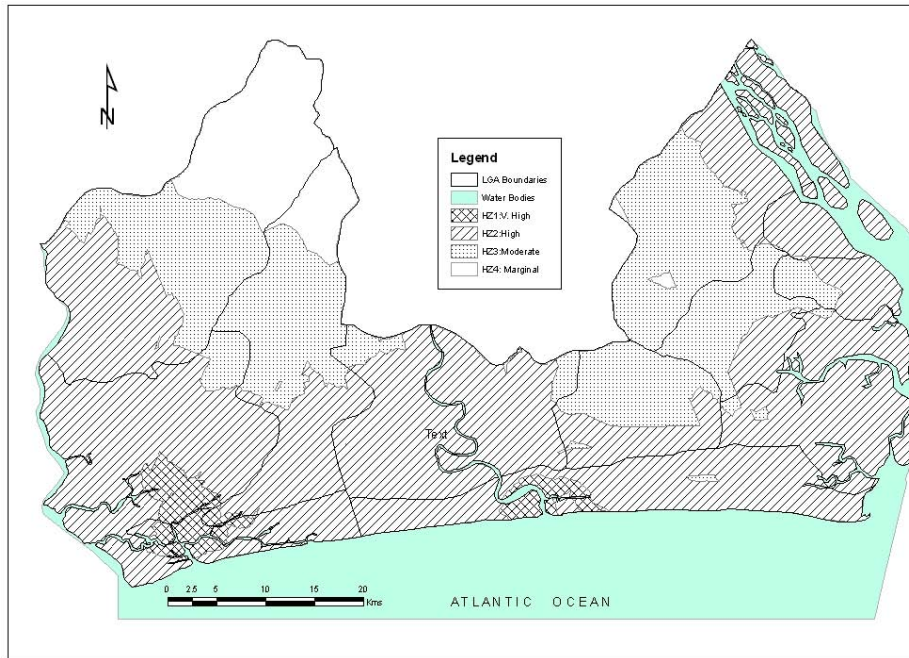 N
Legend
LGA Boundaries
Water Bodies
HZ1:V. High
HZ2:High
HZ3:Moderate
HZ4: Marginal
Text
0 2.5 5 10 15 20
Kms
ATLANTIC OCEAN